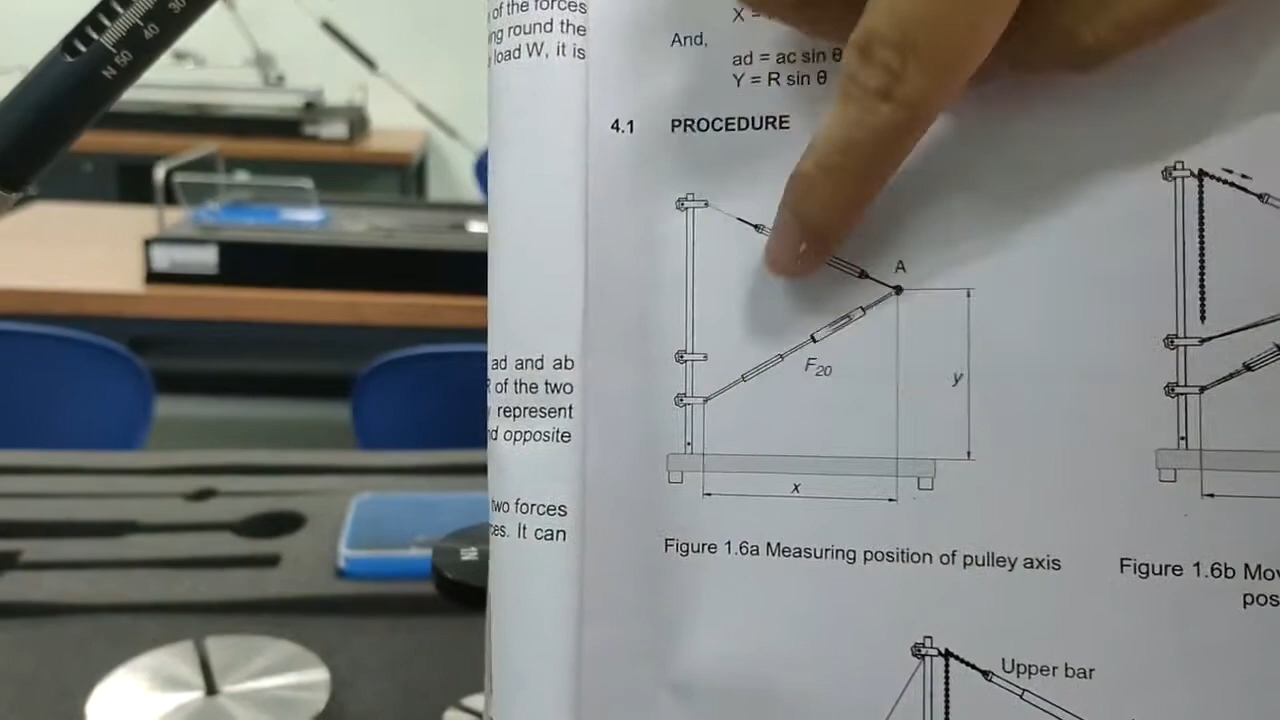 30
40
N 50
of the forces
ng round the
load W, it is
ad and ab
of the two
represent
d opposite
two forces
ces. It can
N
X =
And,
ad = ac sin θ
Y = R sin θ
4.1 PROCEDURE
A
F20
y
x
Figure 1.6a Measuring position of pulley axis
Figure 1.6b Mov
pos
Upper bar